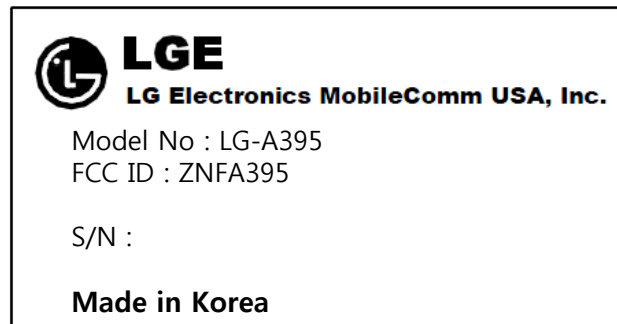 LGE
LG Electronics MobileComm USA, Inc.
Model No : LG-A395
FCC ID : ZNFA395
S/N :
Made in Korea